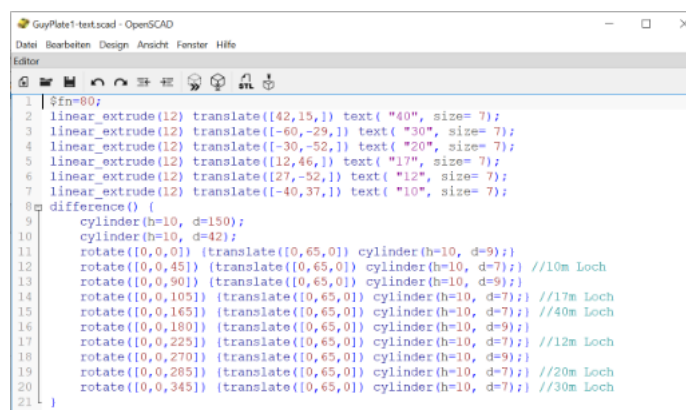 GuyPlate1-text.scad - OpenSCAD
Datei Bearbeiten Design Ansicht Fenster Hilfe
Editor
STL
1 $fn=80;
2 linear_extrude(12) translate([42,15,]) text( "40", size= 7);
3 linear_extrude(12) translate([-60,-29,]) text( "30", size= 7);
4 linear_extrude(12) translate([-30,-52,]) text( "20", size= 7);
5 linear_extrude(12) translate([12,46,]) text( "17", size= 7);
6 linear_extrude(12) translate([27,-52,]) text( "12", size= 7);
7 linear_extrude(12) translate([-40,37,]) text( "10", size= 7);
8 difference() {
9 cylinder(h=10, d=150);
10 cylinder(h=10, d=42);
11 rotate([0,0,0]) {translate([0,65,0]) cylinder(h=10, d=9);}
12 rotate([0,0,45]) {translate([0,65,0]) cylinder(h=10, d=7);} //10m Loch
13 rotate([0,0,90]) {translate([0,65,0]) cylinder(h=10, d=9);}
14 rotate([0,0,105]) {translate([0,65,0]) cylinder(h=10, d=7);} //17m Loch
15 rotate([0,0,165]) {translate([0,65,0]) cylinder(h=10, d=7);} //40m Loch
16 rotate([0,0,180]) {translate([0,65,0]) cylinder(h=10, d=9);}
17 rotate([0,0,225]) {translate([0,65,0]) cylinder(h=10, d=7);} //12m Loch
18 rotate([0,0,270]) {translate([0,65,0]) cylinder(h=10, d=9);}
19 rotate([0,0,285]) {translate([0,65,0]) cylinder(h=10, d=7);} //20m Loch
20 rotate([0,0,345]) {translate([0,65,0]) cylinder(h=10, d=7);} //30m Loch
21 }